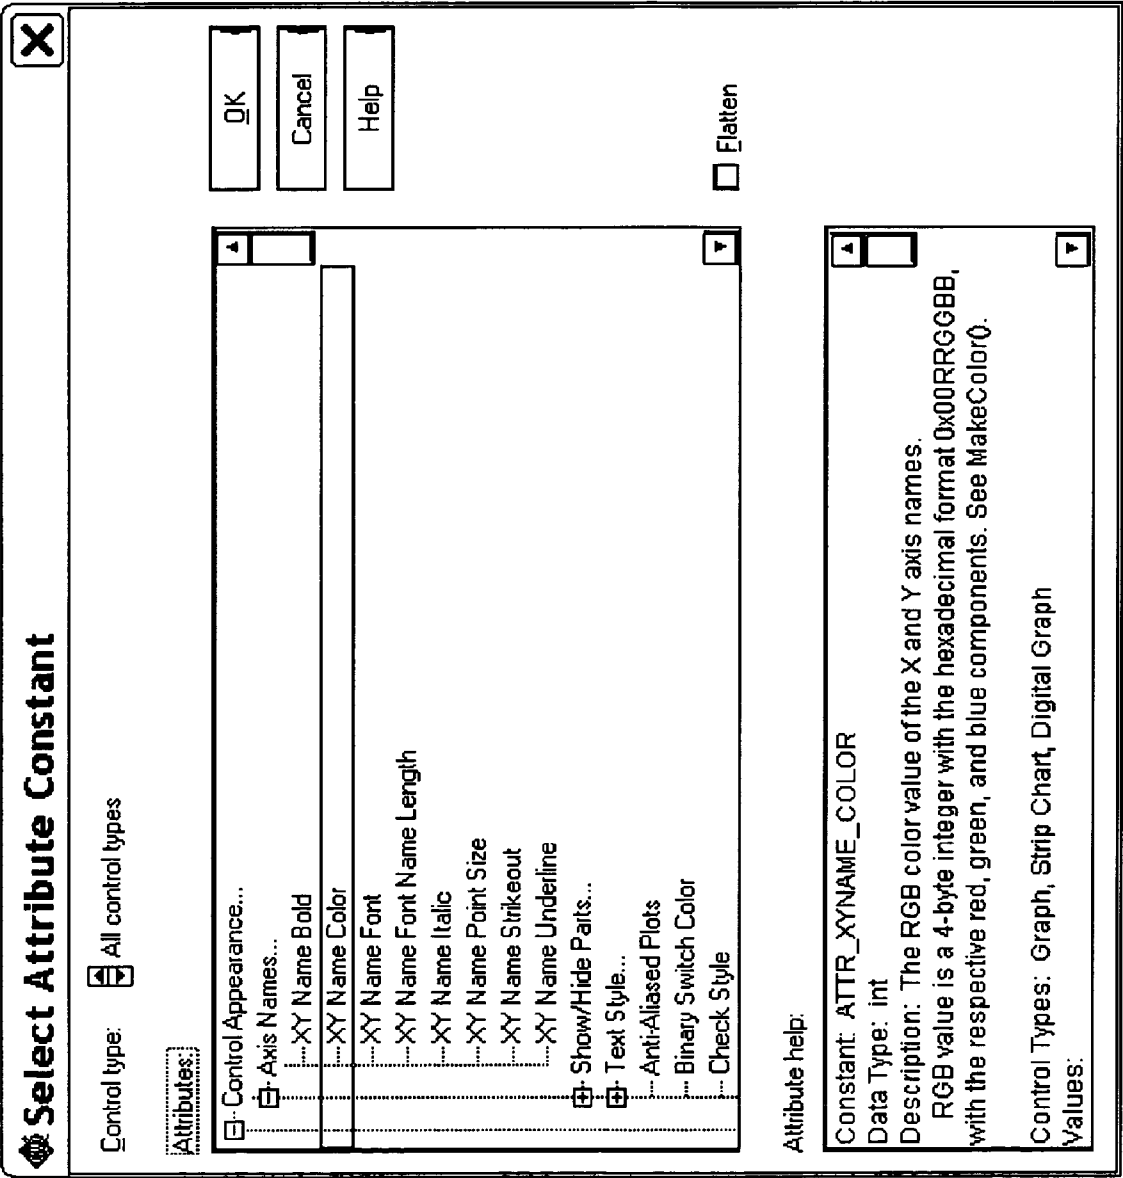 Select Attribute Constant
Control type: All control types
Attributes:
Control Appearance...
Axis Names...
XY Name Bold
XY Name Color
XY Name Font
XY Name Font Name Length
XY Name Italic
XY Name Point Size
XY Name Strikeout
XY Name Underline
Show/Hide Parts...
Text Style...
Anti-Aliased Plots
Binary Switch Color
Check Style
OK
Cancel
Help
Flatten
Attribute help:
Constant: ATTR_XYNAME_COLOR
Data Type: int
Description: The RGB color value of the X and Y axis names.
RGB value is a 4-byte integer with the hexadecimal format 0x00RRGGBB,
with the respective red, green, and blue components. See MakeColor().
Control Types: Graph, Strip Chart, Digital Graph
Values: